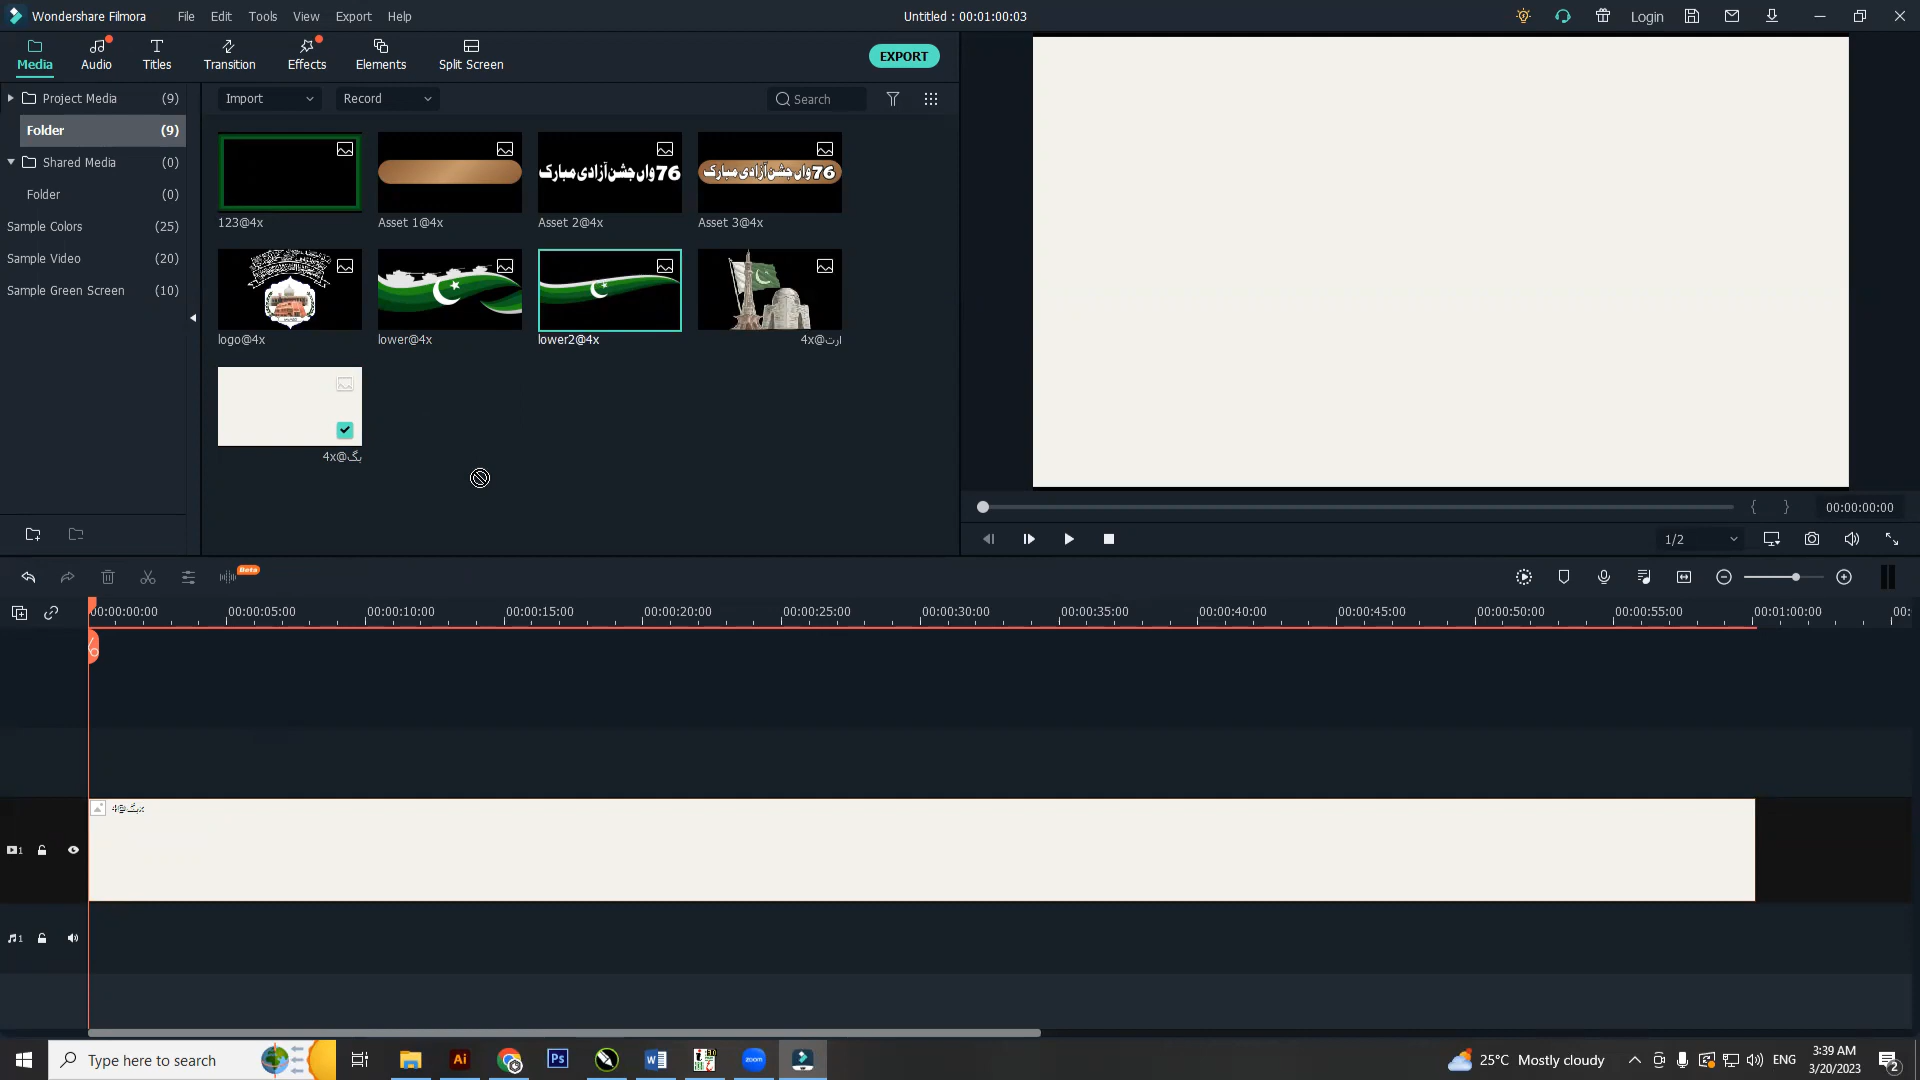 Wondershare Filmora File Edit Tools View Export Help Untitled : 00:01:00:03 Login
Media Audio Titles Transition Effects Elements Split Screen EXPORT
Project Media (9) Import Record Search
Folder (9)
Shared Media (0)
Folder (0)
Sample Colors (25)
Sample Video (20)
Sample Green Screen (10)
76واں جشن آزادی مبارک
76واں جشن آزادی مبارک
123@4x Asset 1@4x Asset 2@4x Asset 3@4x
logo@4x lower@4x lower2@4x ارت@4x
بگ@4x
00:00:00:00
1/2
Beta
00:00:00:00 00:00:05:00 00:00:10:00 00:00:15:00 00:00:20:00 00:00:25:00 00:00:30:00 00:00:35:00 00:00:40:00 00:00:45:00 00:00:50:00 00:00:55:00 00:01:00:00 00:
بگ@4x
1
1
Type here to search Ai Ps zoom 25°C Mostly cloudy ENG 3:39 AM
3/20/2023 2